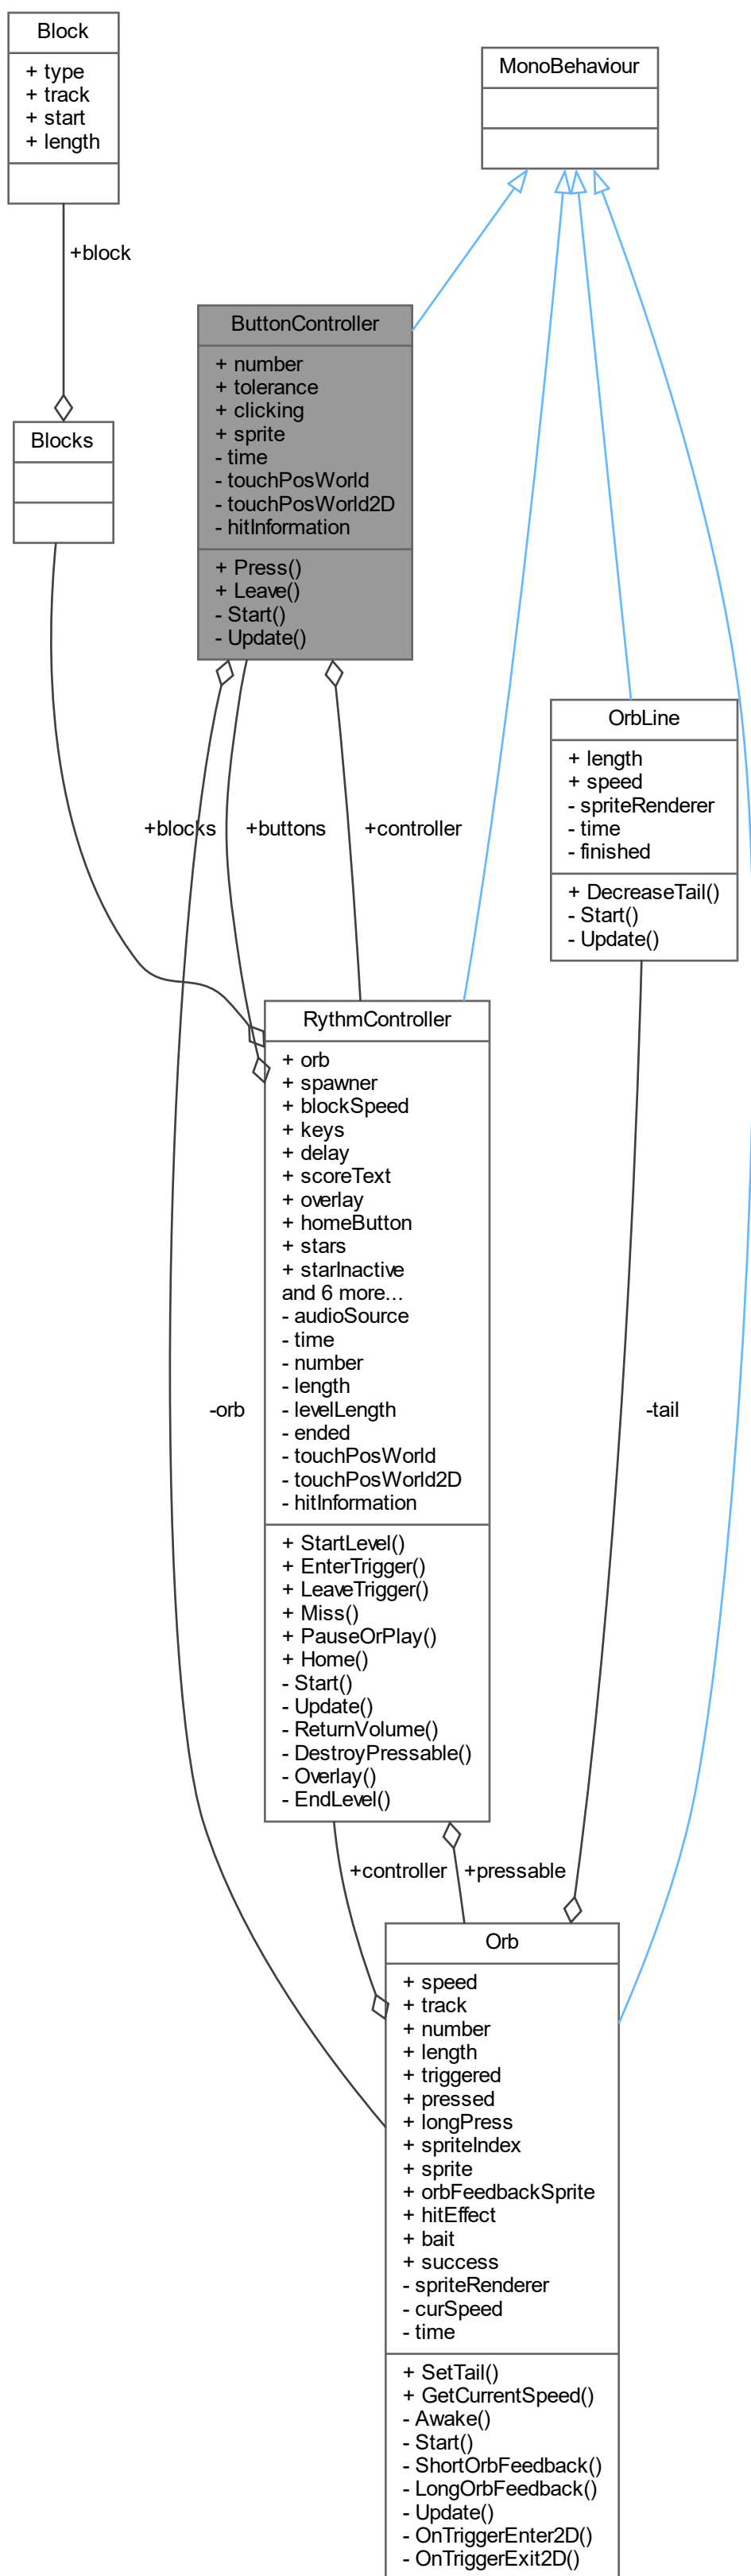 Block
+ type
+ track
+ start
+ length
MonoBehaviour
+block
ButtonController
+ number
+ tolerance
+ clicking
+ sprite
- time
- touchPosWorld
- touchPosWorld2D
- hitInformation
+ Press()
+ Leave()
- Start()
- Update()
Blocks
OrbLine
+ length
+ speed
- spriteRenderer
- time
- finished
+ DecreaseTail()
- Start()
- Update()
+blocks
+buttons
+controller
RythmController
+ orb
+ spawner
+ blockSpeed
+ keys
+ delay
+ scoreText
+ overlay
+ homeButton
+ stars
+ starInactive
and 6 more...
- audioSource
- time
- number
- length
- levelLength
- ended
- touchPosWorld
- touchPosWorld2D
- hitInformation
+ StartLevel()
+ EnterTrigger()
+ LeaveTrigger()
+ Miss()
+ PauseOrPlay()
+ Home()
- Start()
- Update()
- ReturnVolume()
- DestroyPressable()
- Overlay()
- EndLevel()
-orb
-tail
+controller
+pressable
Orb
+ speed
+ track
+ number
+ length
+ triggered
+ pressed
+ longPress
+ spriteIndex
+ sprite
+ orbFeedbackSprite
+ hitEffect
+ bait
+ success
- spriteRenderer
- curSpeed
- time
+ SetTail()
+ GetCurrentSpeed()
- Awake()
- Start()
- ShortOrbFeedback()
- LongOrbFeedback()
- Update()
- OnTriggerEnter2D()
- OnTriggerExit2D()